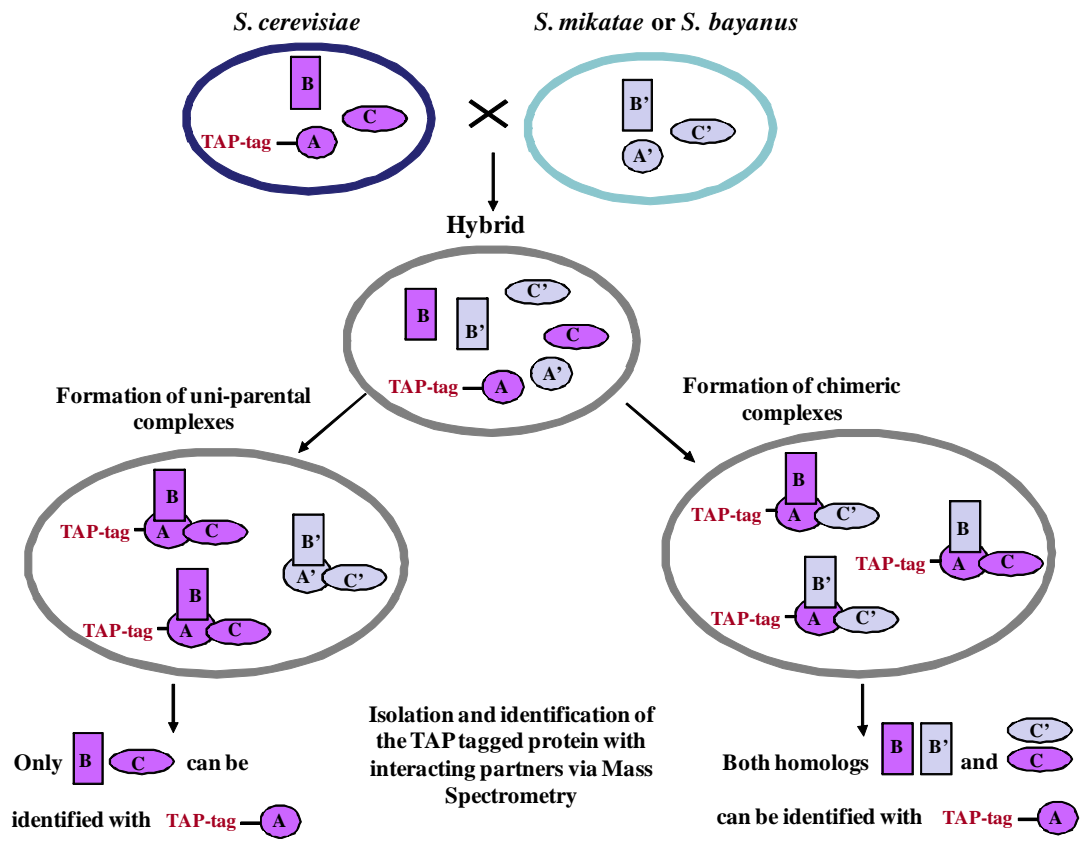 S. cerevisiae
S. mikatae or S. bayanus
B
C
TAP-tag
A
B'
C'
A'
Hybrid
C'
B
B'
C
A'
TAP-tag
A
Formation of uni-parental
complexes
Formation of chimeric
complexes
B
TAP-tag
A
C
B'
A'
C'
B
TAP-tag
A
C
B
TAP-tag
A
C'
B
TAP-tag
A
C
B'
TAP-tag
A
C'
Isolation and identification of
the TAP tagged protein with
interacting partners via Mass
Spectrometry
Only B C can be
identified with TAP-tag A
C'
Both homologs B B' and C
can be identified with TAP-tag A